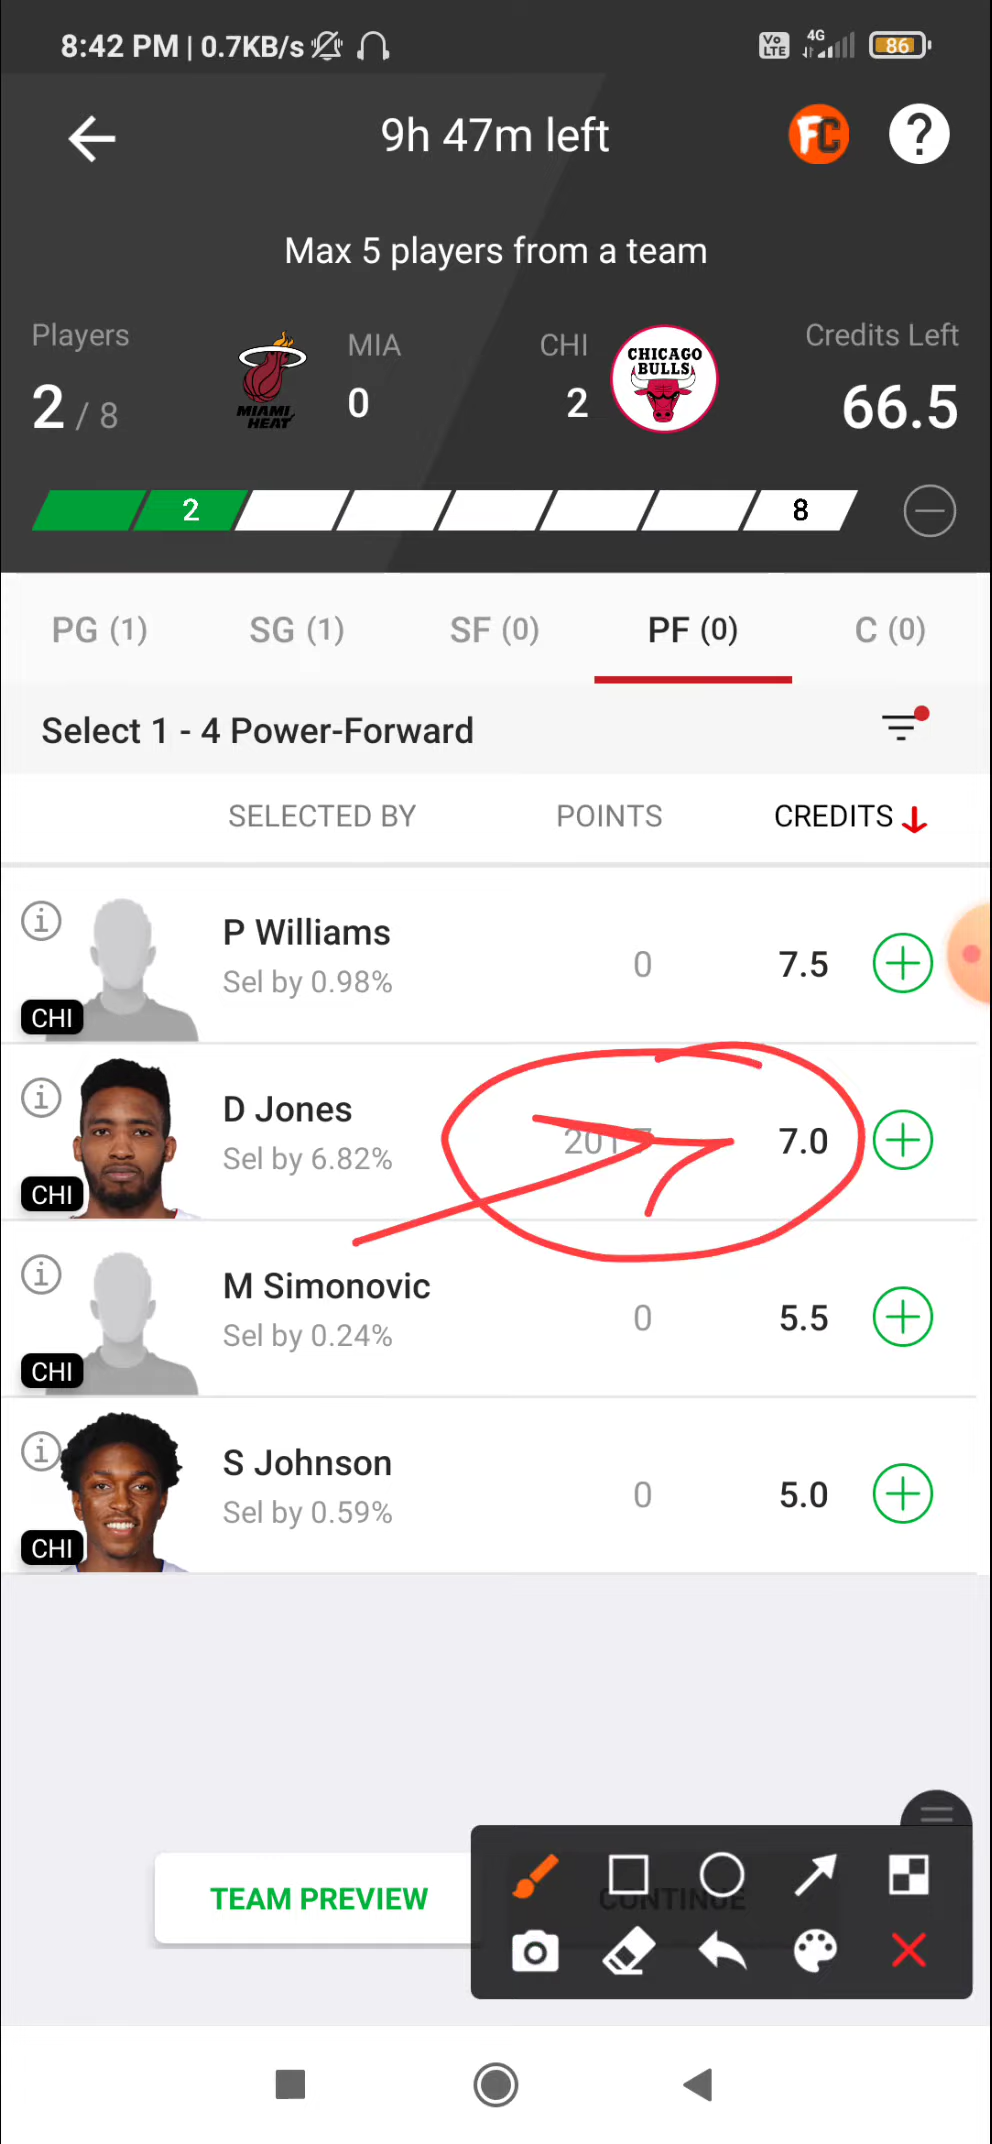 8:42 PM | 0.7KB/s Vo LTE 4G 86
9h 47m left FC ?
Max 5 players from a team
Players MIA CHI Credits Left
2 / 8 MIAMI HEAT 0 2 CHICAGO BULLS 66.5
2 8
PG (1) SG (1) SF (0) PF (0) C (0)
Select 1 - 4 Power-Forward
SELECTED BY POINTS CREDITS
P Williams
Sel by 0.98% 0 7.5
CHI
D Jones
Sel by 6.82% 7.0
CHI
M Simonovic
Sel by 0.24% 0 5.5
CHI
S Johnson
Sel by 0.59% 0 5.0
CHI
TEAM PREVIEW CONTINUE